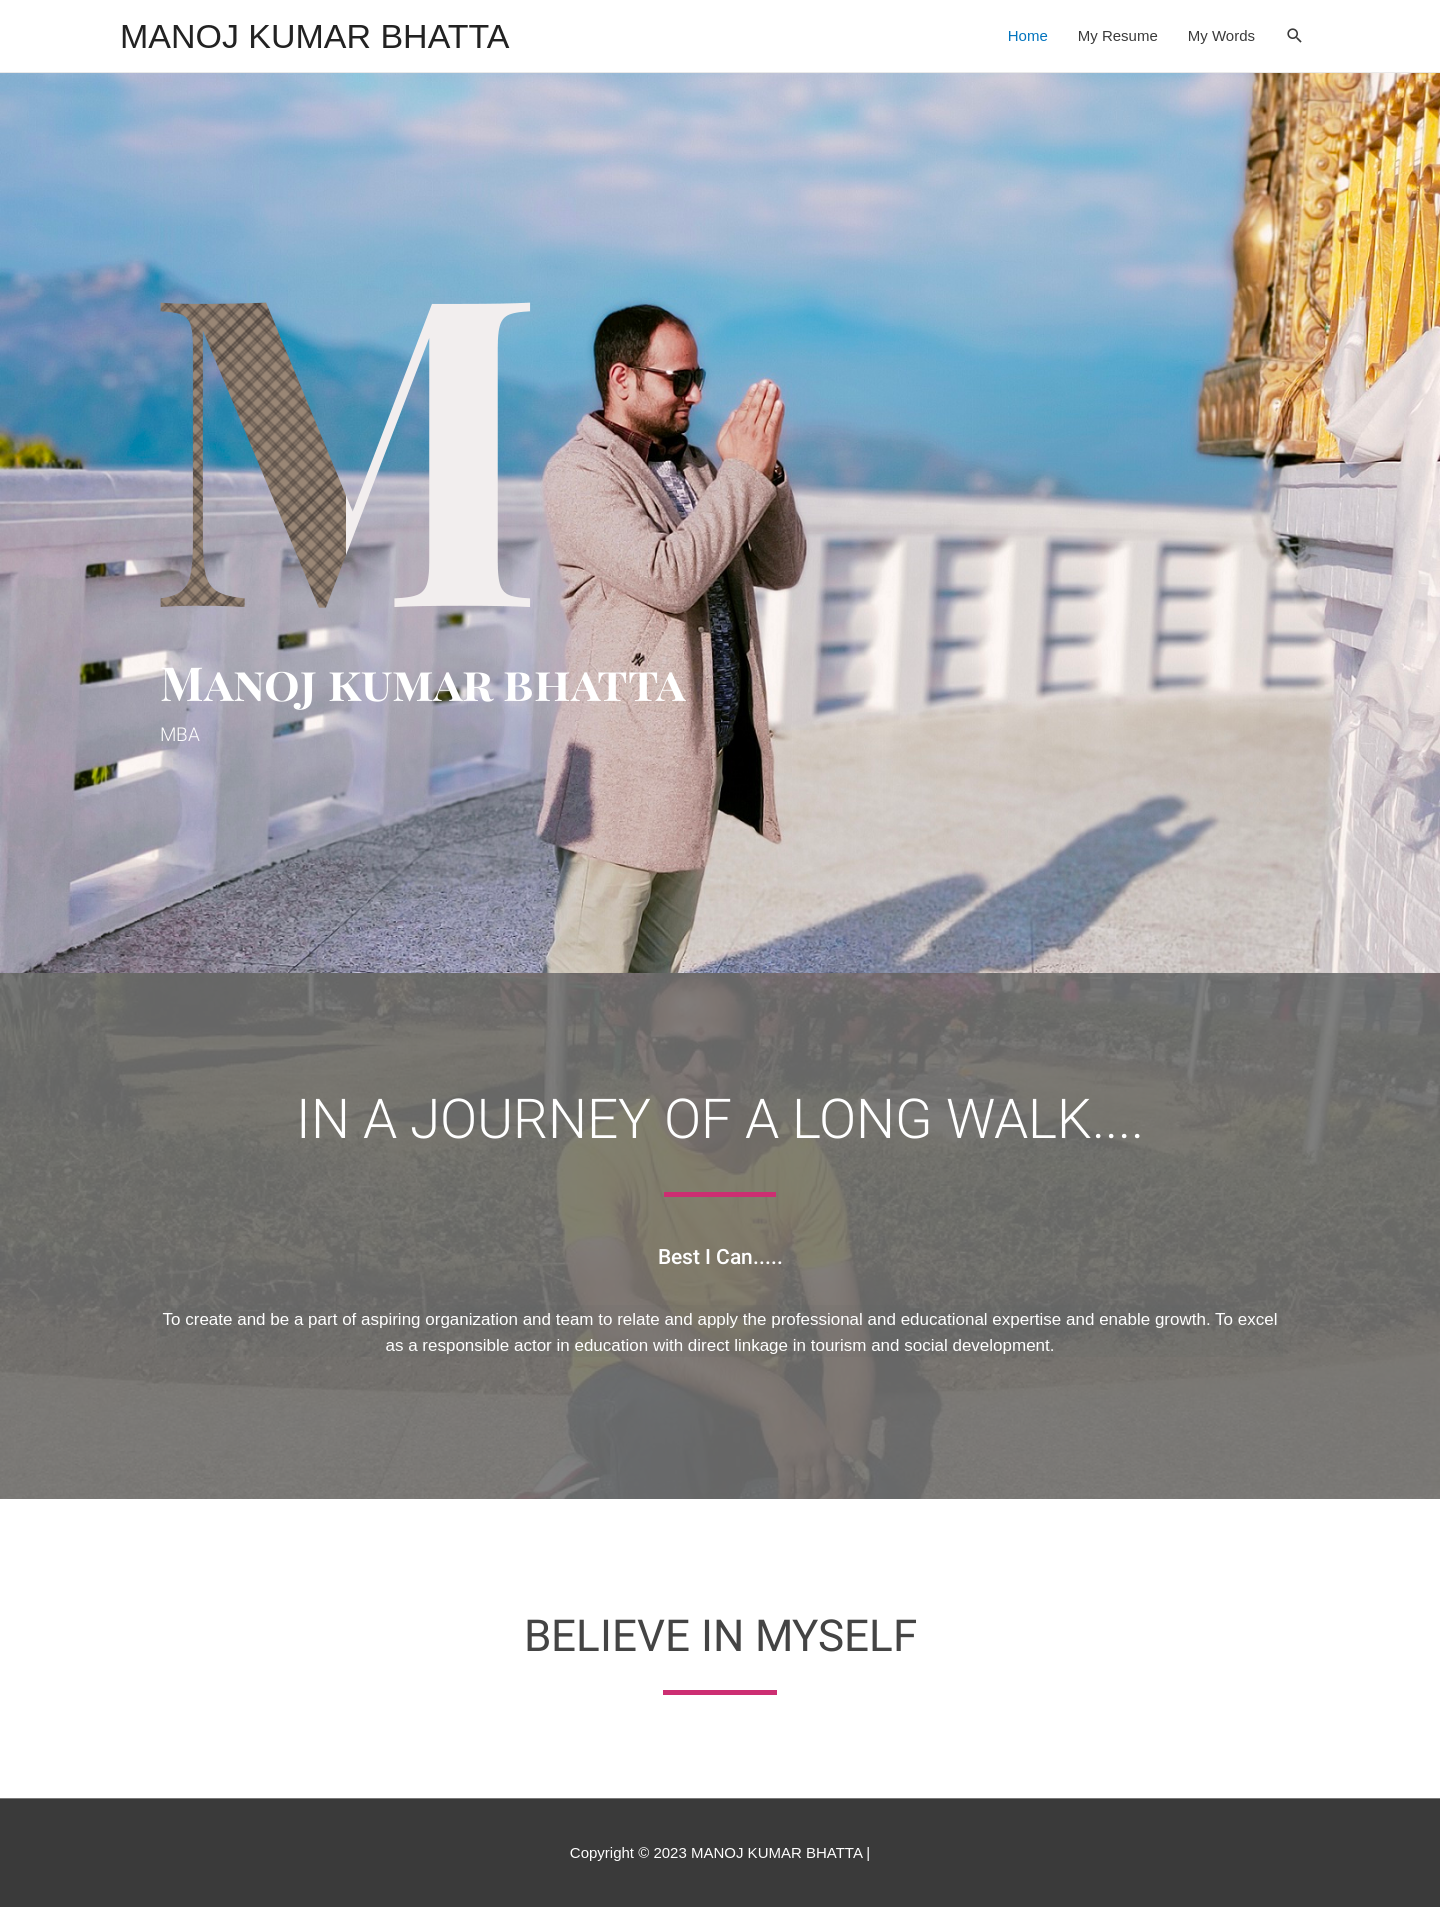 MANOJ KUMAR BHATTA
Home My Resume My Words
M
Manoj kumar bhatta
MBA
IN A JOURNEY OF A LONG WALK....
Best I Can.....
To create and be a part of aspiring organization and team to relate and apply the professional and educational expertise and enable growth. To excel
as a responsible actor in education with direct linkage in tourism and social development.
BELIEVE IN MYSELF
Copyright © 2023 MANOJ KUMAR BHATTA |